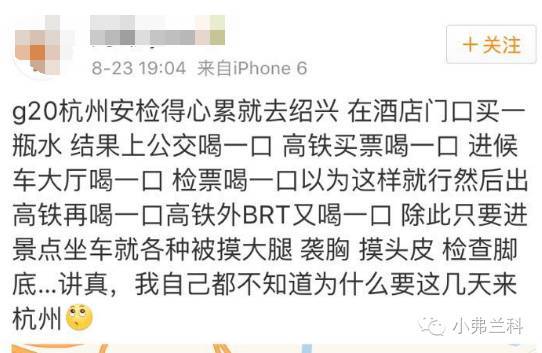 +关注
8-23 19:04 来自iPhone 6
g20杭州安检得心累就去绍兴 在酒店门口买一
瓶水 结果上公交喝一口 高铁买票喝一口 进候
车大厅喝一口 检票喝一口以为这样就行然后出
高铁再喝一口高铁外BRT又喝一口 除此只要进
景点坐车就各种被摸大腿 袭胸 摸头皮 检查脚
底...讲真，我自己都不知道为什么要这几天来
杭州
小弗兰科